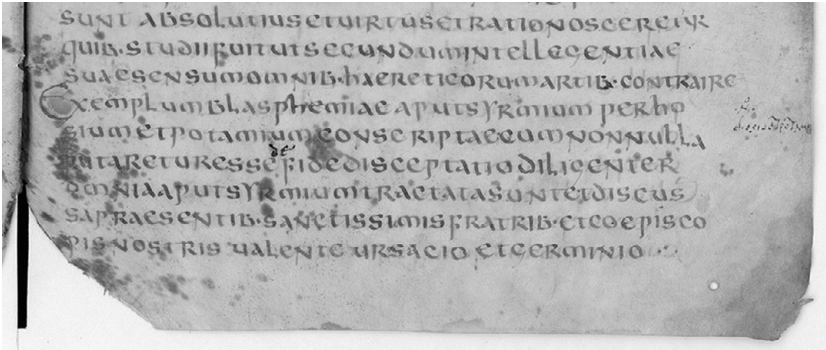 SUNT ABSOLUTIUS ET UIRTUS ET RATIO NOSCERETUR
QUIB· STUDII FUIT UT SECUNDUM INTELLEGENTIAE
SUAE SENSUM OMNIB· HAERETICORUM ARTIB· CONTRAIRE
EXEMPLUM BLASPHEMIAE APUT SYRMIUM PER HO
SIUM ET POTAMIUM CONSCRIPTAE CUM NONNULLA
PUTARETUR ESSE de FIDE DISCEPTATIO DILIGENTER
OMNIA APUT SYRMIUM TRACTATA SUNT ET DISCUS
SA PRAESENTIB· SANCTISSIMIS FRATRIB· ET COEPISCO
PIS NOSTRIS UALENTE URSACIO ET GERMINIO